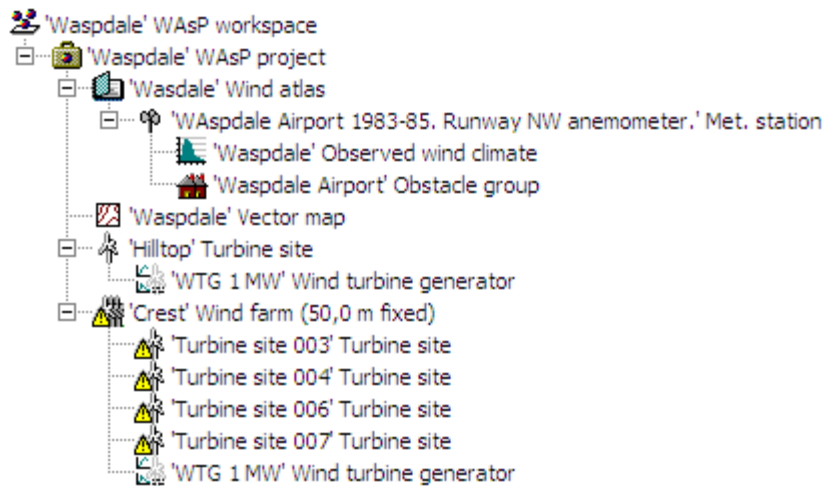 'Waspdale' WAsP workspace
'Waspdale' WAsP project
'Wasdale' Wind atlas
'WAspdale Airport 1983-85. Runway NW anemometer.' Met. station
'Waspdale' Observed wind climate
'Waspdale Airport' Obstacle group
'Waspdale' Vector map
'Hilltop' Turbine site
'WTG 1 MW' Wind turbine generator
'Crest' Wind farm (50,0 m fixed)
'Turbine site 003' Turbine site
'Turbine site 004' Turbine site
'Turbine site 006' Turbine site
'Turbine site 007' Turbine site
'WTG 1 MW' Wind turbine generator